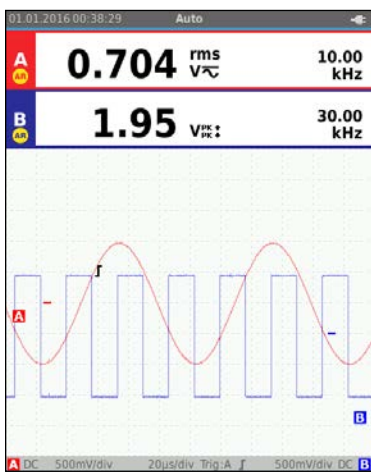 01.01.2016 00:38:29 Auto
A AR 0.704 rms V 10.00 kHz
B AR 1.95 VPK PK 30.00 kHz
A
B
A DC 500mV/div 20µs/div Trig:A 500mV/div DC B